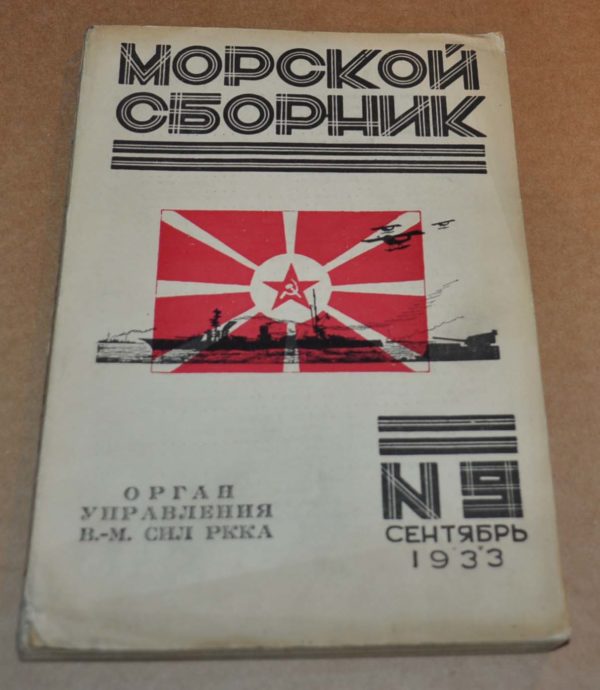 МОРСКОЙ
СБОРНИК
ОРГАН
УПРАВЛЕНИЯ
В.-М. СИЛ РККА
N 9
СЕНТЯБРЬ
1933